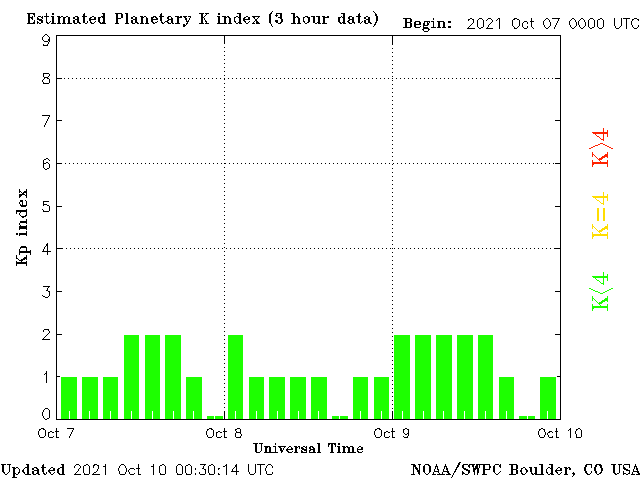 Estimated Planetary K index (3 hour data) Begin: 2021 Oct 07 0000 UTC
9
8
7
6
5
4
3
2
1
0
Kp index
K>4
K=4
K<4
Oct 7 Oct 8 Oct 9 Oct 10
Universal Time
Updated 2021 Oct 10 00:30:14 UTC NOAA/SWPC Boulder, CO USA